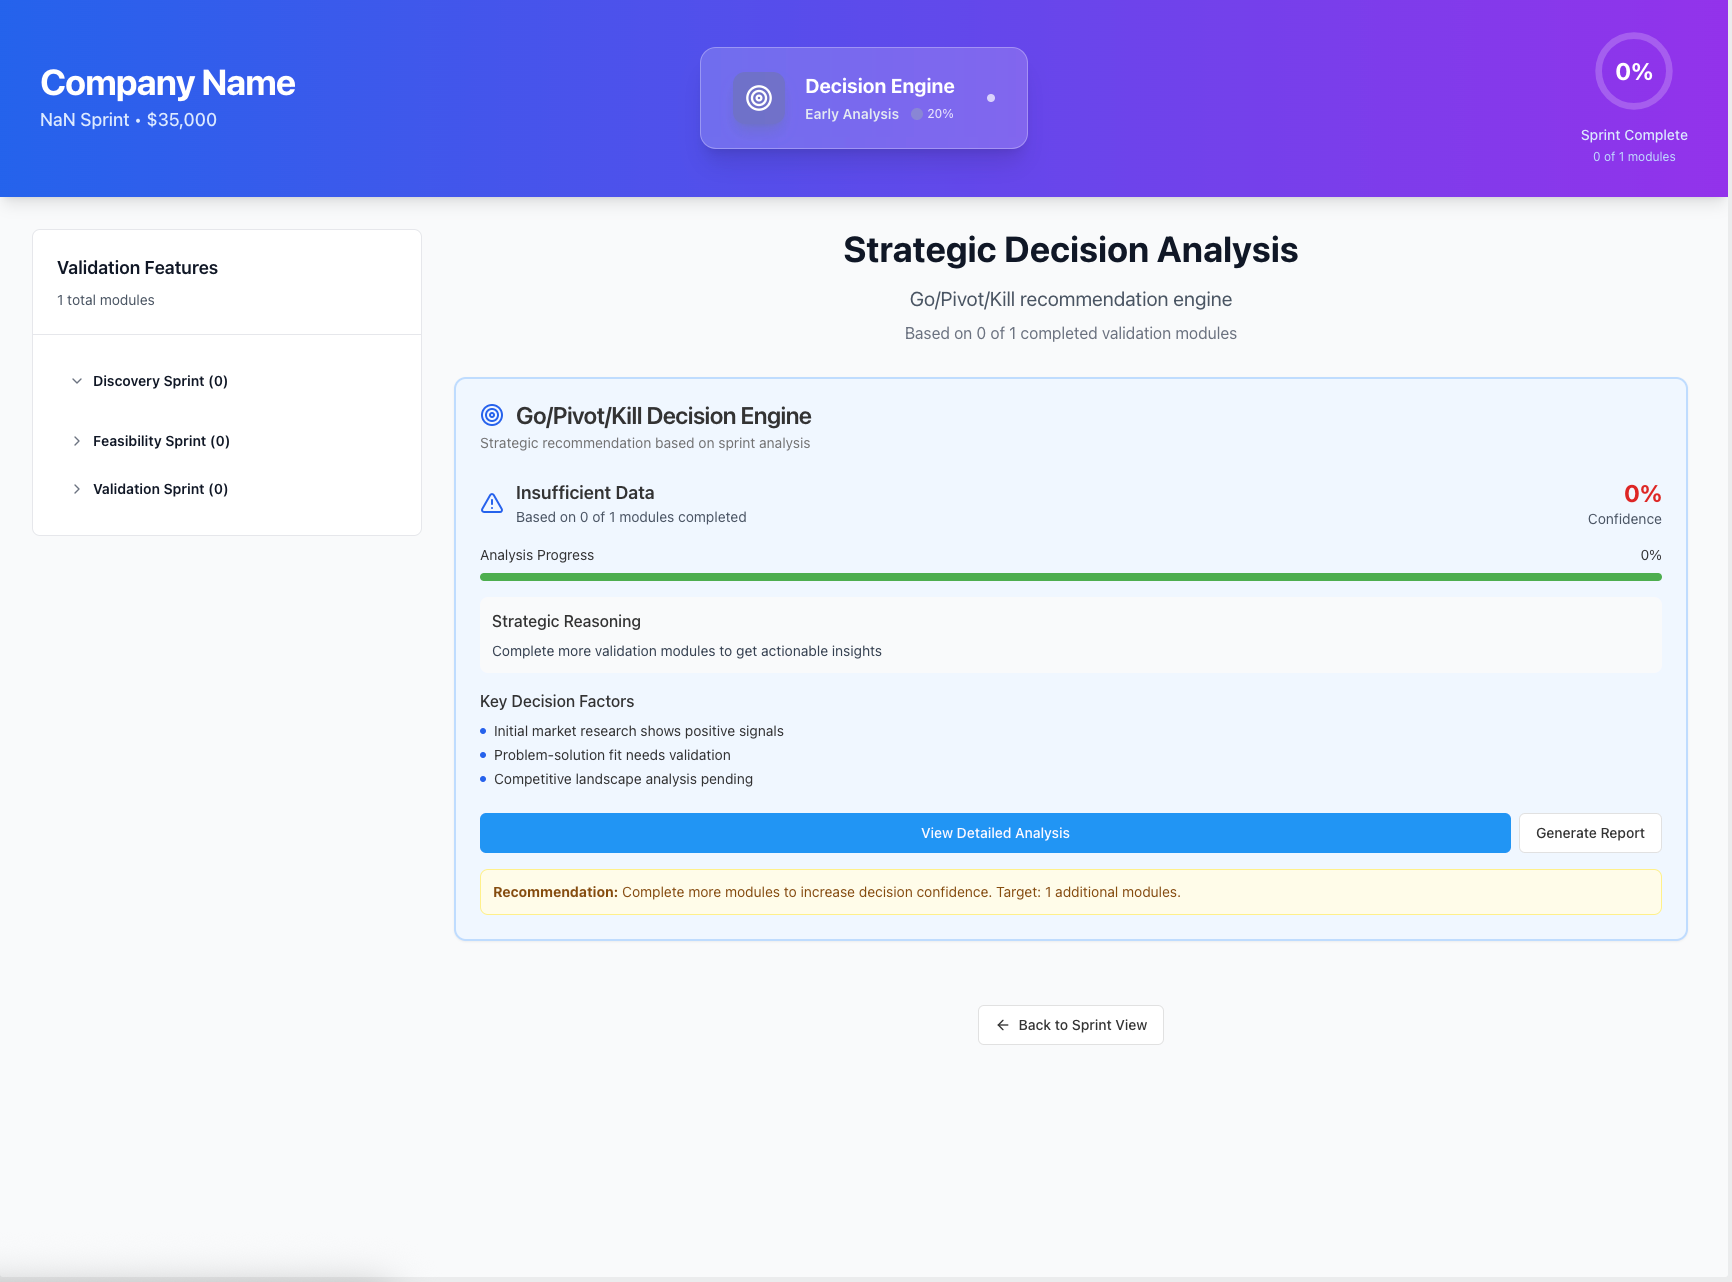 Company Name
NaN Sprint • $35,000
Decision Engine
Early Analysis 20%
0%
Sprint Complete
0 of 1 modules
Validation Features
1 total modules
Discovery Sprint (0)
Feasibility Sprint (0)
Validation Sprint (0)
Strategic Decision Analysis
Go/Pivot/Kill recommendation engine
Based on 0 of 1 completed validation modules
Go/Pivot/Kill Decision Engine
Strategic recommendation based on sprint analysis
Insufficient Data
Based on 0 of 1 modules completed
0%
Confidence
Analysis Progress 0%
Strategic Reasoning
Complete more validation modules to get actionable insights
Key Decision Factors
• Initial market research shows positive signals
• Problem-solution fit needs validation
• Competitive landscape analysis pending
View Detailed Analysis
Generate Report
Recommendation: Complete more modules to increase decision confidence. Target: 1 additional modules.
Back to Sprint View